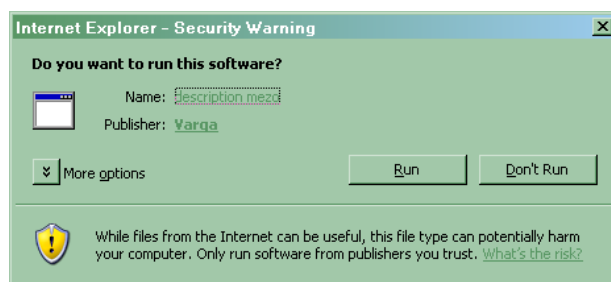 Internet Explorer - Security Warning
Do you want to run this software?
Name: description mezo
Publisher: Varga
More options
Run
Don't Run
While files from the Internet can be useful, this file type can potentially harm
your computer. Only run software from publishers you trust. What's the risk?